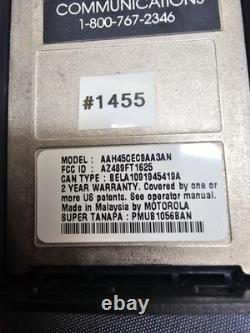 COMMUNICATIONS
1-800-767-2346
#1455
MODEL : AAH45CEC9AA3AN
FCC ID : AZ489FT1625
CAN TYPE : BELA1091945419A
2 YEAR WARRANTY. Covered by one or
more US patents. See operator manual.
Made in Malaysia by MOTOROLA
SUPER TANAPA : PMUB1056BAN